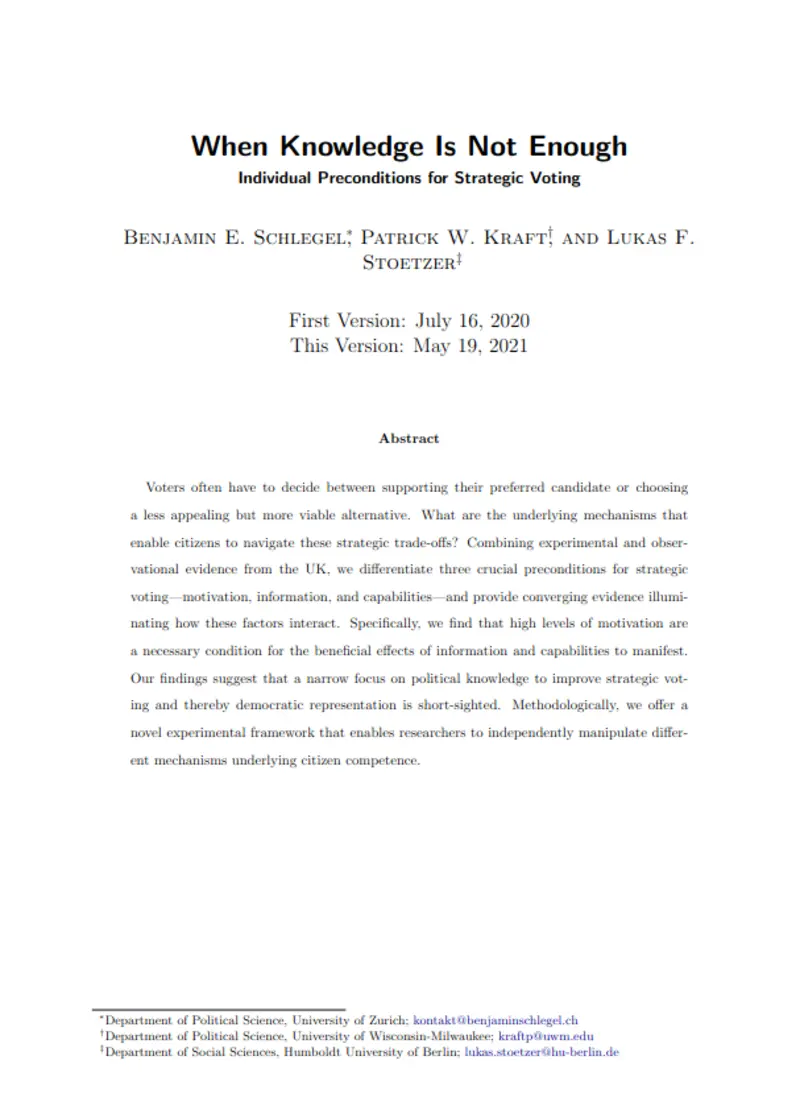 When Knowledge Is Not Enough
Individual Preconditions for Strategic Voting
Benjamin E. Schlegel,* Patrick W. Kraft,† and Lukas F.
Stoetzer‡
First Version: July 16, 2020
This Version: May 19, 2021
Abstract
Voters often have to decide between supporting their preferred candidate or choosing
a less appealing but more viable alternative. What are the underlying mechanisms that
enable citizens to navigate these strategic trade-offs? Combining experimental and obser-
vational evidence from the UK, we differentiate three crucial preconditions for strategic
voting—motivation, information, and capabilities—and provide converging evidence illumi-
nating how these factors interact. Specifically, we find that high levels of motivation are
a necessary condition for the beneficial effects of information and capabilities to manifest.
Our findings suggest that a narrow focus on political knowledge to improve strategic vot-
ing and thereby democratic representation is short-sighted. Methodologically, we offer a
novel experimental framework that enables researchers to independently manipulate differ-
ent mechanisms underlying citizen competence.
*Department of Political Science, University of Zurich; kontakt@benjaminschlegel.ch
†Department of Political Science, University of Wisconsin-Milwaukee; kraftp@uwm.edu
‡Department of Social Sciences, Humboldt University of Berlin; lukas.stoetzer@hu-berlin.de